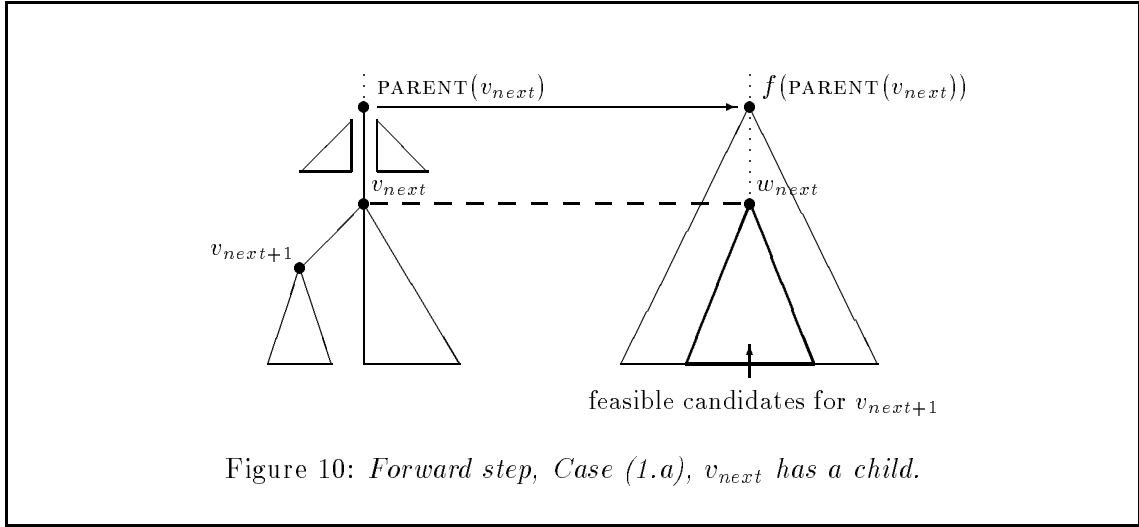 PARENT(v_next)
f(PARENT(v_next))
v_next
w_next
v_next+1
feasible candidates for v_next+1
Figure 10: Forward step, Case (1.a), v_next has a child.